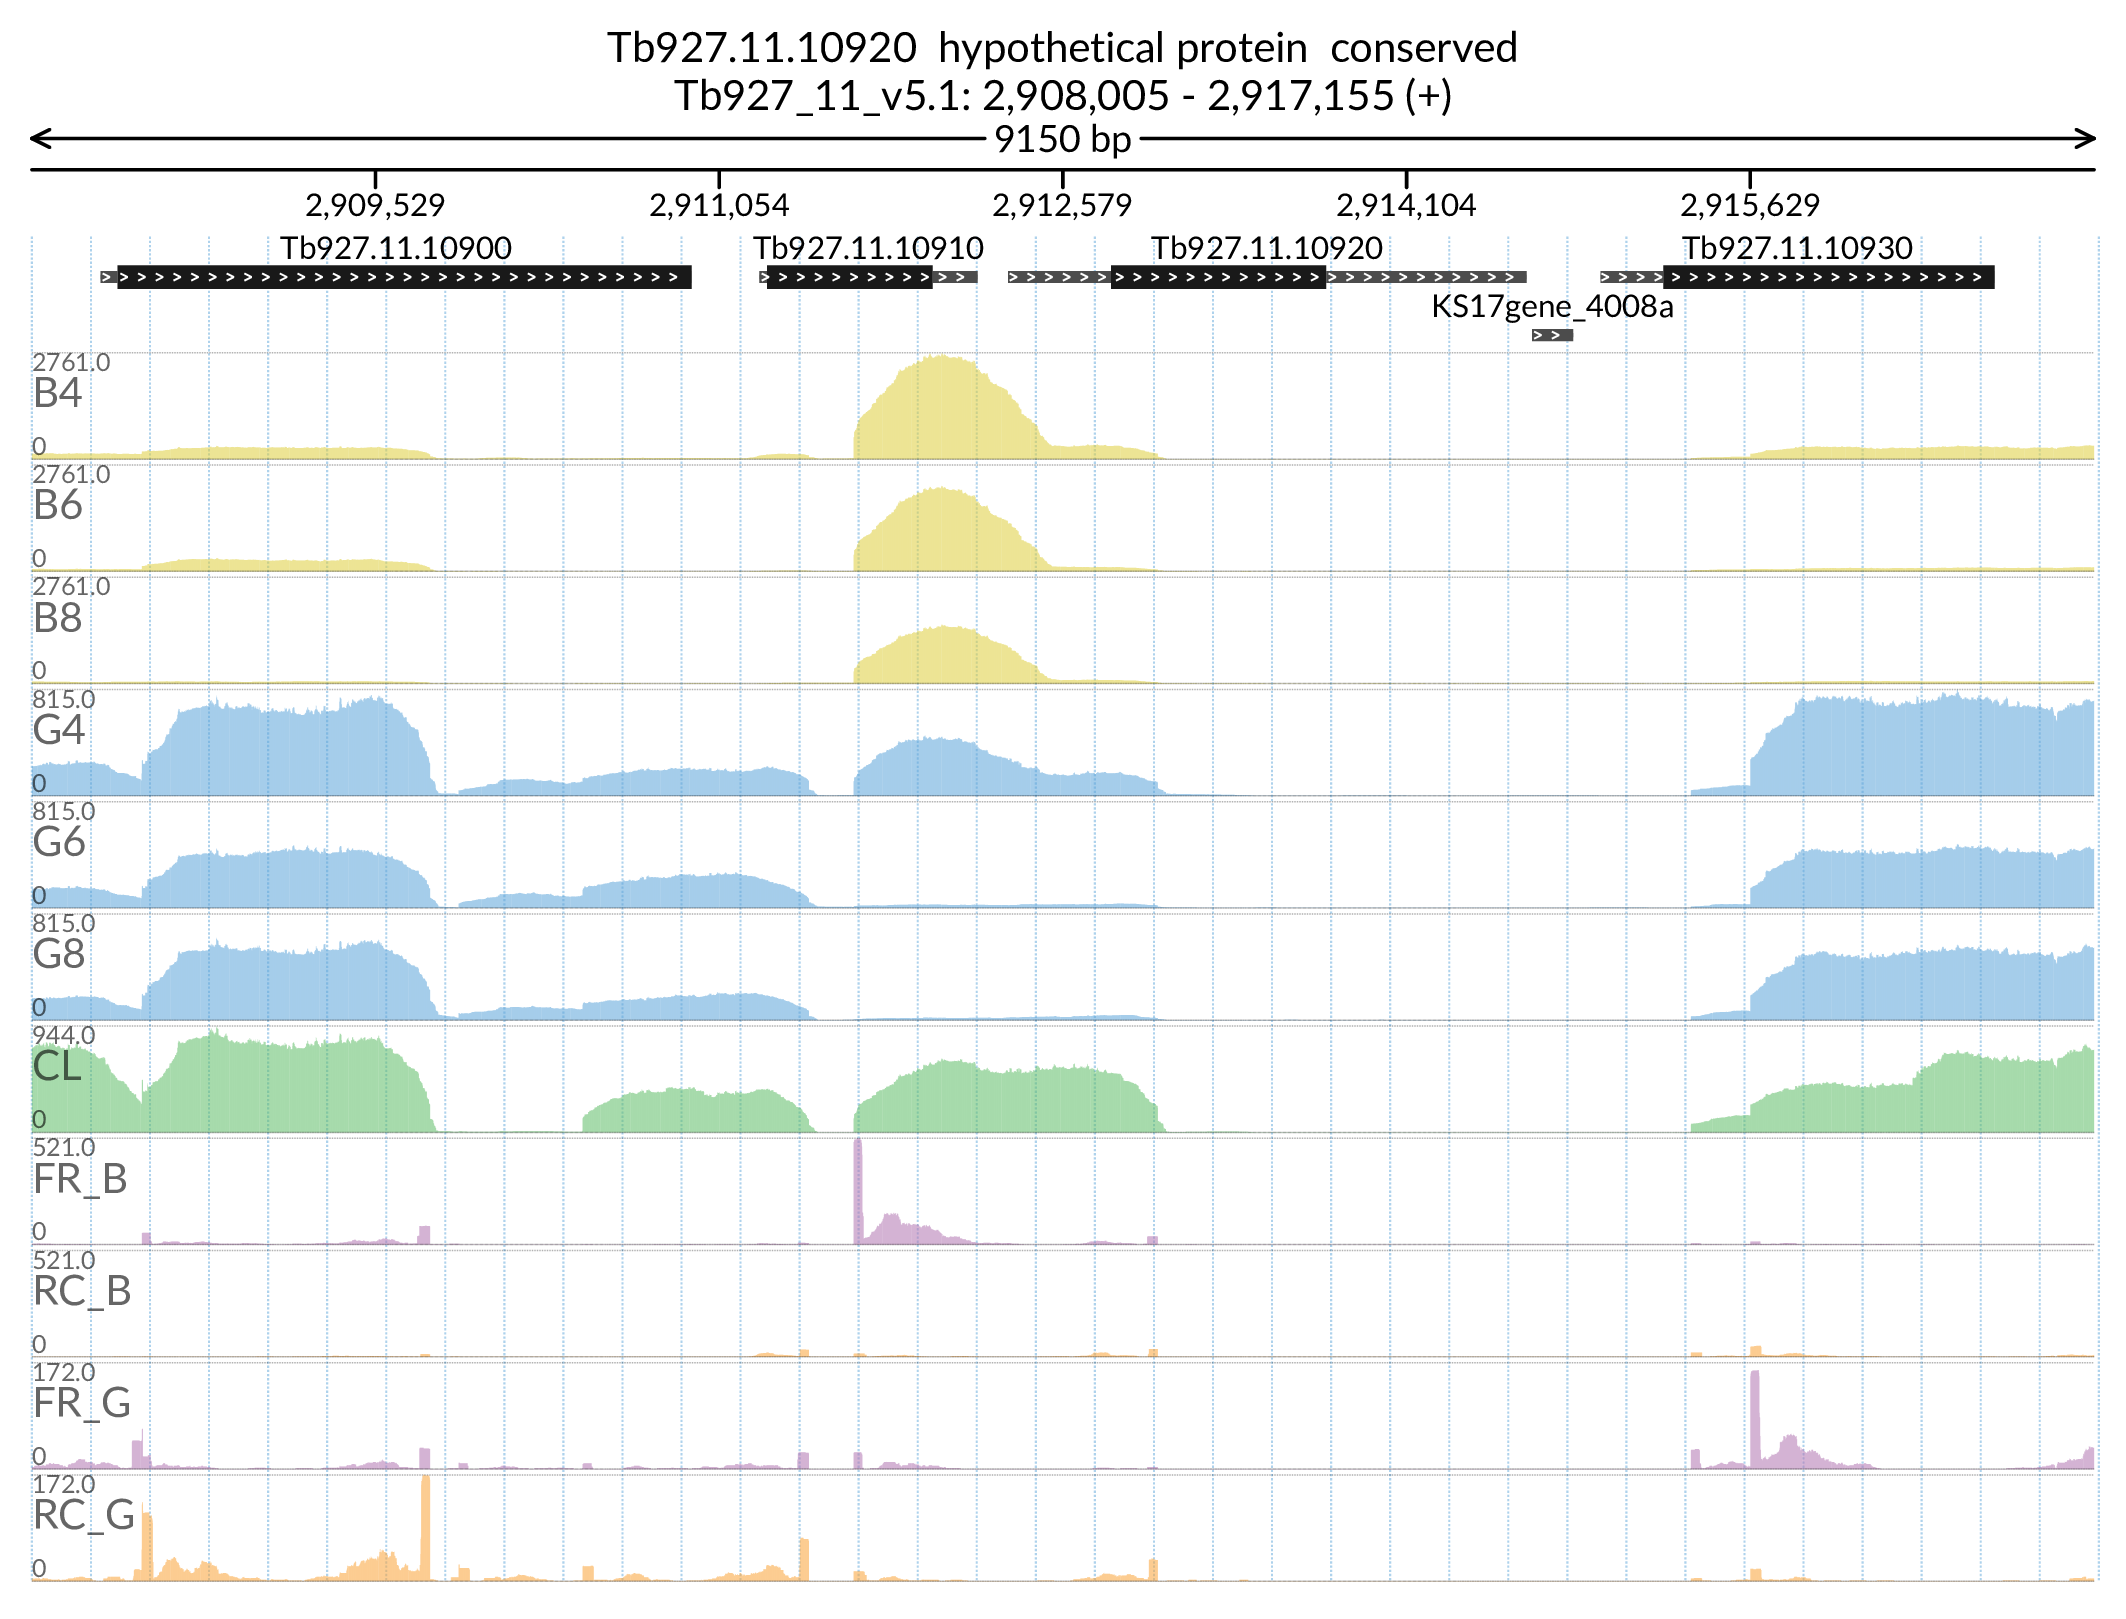 Tb927.11.10920 hypothetical protein conserved
Tb927_11_v5.1: 2,908,005 - 2,917,155 (+)
9150 bp
2,909,529 2,911,054 2,912,579 2,914,104 2,915,629
Tb927.11.10900 Tb927.11.10910 Tb927.11.10920 Tb927.11.10930
KS17gene_4008a
2761.0
B4
0
2761.0
B6
0
2761.0
B8
0
815.0
G4
0
815.0
G6
0
815.0
G8
0
944.0
CL
0
521.0
FR_B
0
521.0
RC_B
0
172.0
FR_G
0
172.0
RC_G
0